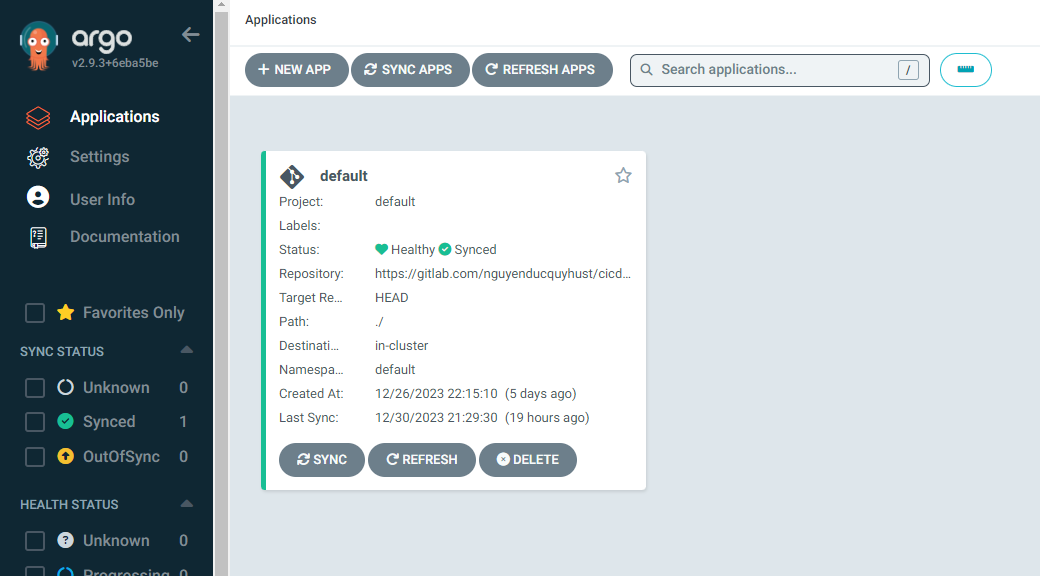 argo
v2.9.3+6eba5be
Applications
Settings
User Info
Documentation
Favorites Only
SYNC STATUS
Unknown 0
Synced 1
OutOfSync 0
HEALTH STATUS
Unknown 0
Progressing 0
Applications
NEW APP SYNC APPS REFRESH APPS Search applications... /
default
Project: default
Labels:
Status: Healthy Synced
Repository: https://gitlab.com/nguyenducquyhust/cicd...
Target Re... HEAD
Path: ./
Destinati... in-cluster
Namespa... default
Created At: 12/26/2023 22:15:10 (5 days ago)
Last Sync: 12/30/2023 21:29:30 (19 hours ago)
SYNC REFRESH DELETE